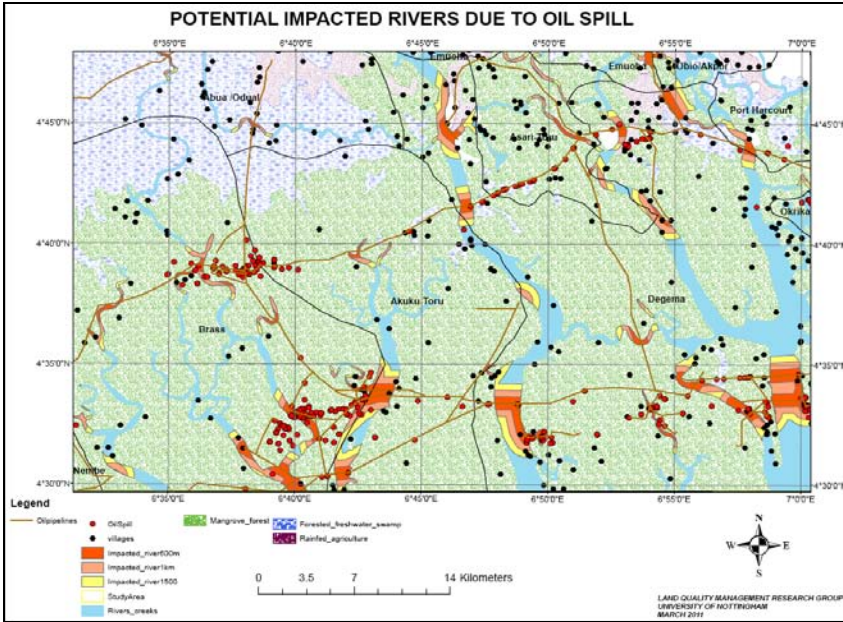 POTENTIAL IMPACTED RIVERS DUE TO OIL SPILL
6°35'0"E 6°40'0"E 6°45'0"E 6°50'0"E 6°55'0"E 7°0'0"E
Emuoha
Emuoha
Obio/Akpor
Abua /Odual
Port Harcourt
4°45'0"N
4°45'0"N
Asari-Toru
Okrika
4°40'0"N
4°40'0"N
Akuku Toru
Degema
Brass
4°35'0"N
4°35'0"N
Nembe
4°30'0"N
4°30'0"N
6°35'0"E 6°40'0"E 6°45'0"E 6°50'0"E 6°55'0"E 7°0'0"E
Legend
Oilpipelines
OilSpill
Mangrove_forest
Forested_freshwater_swamp
villages
Rainfed_agriculture
Impacted_river600m
Impacted_river1km
Impacted_river1500
StudyArea
Rivers_creeks
0 3.5 7 14 Kilometers
N
W E
S
LAND QUALITY MANAGEMENT RESEARCH GROUP
UNIVERSITY OF NOTTINGHAM
MARCH 2011